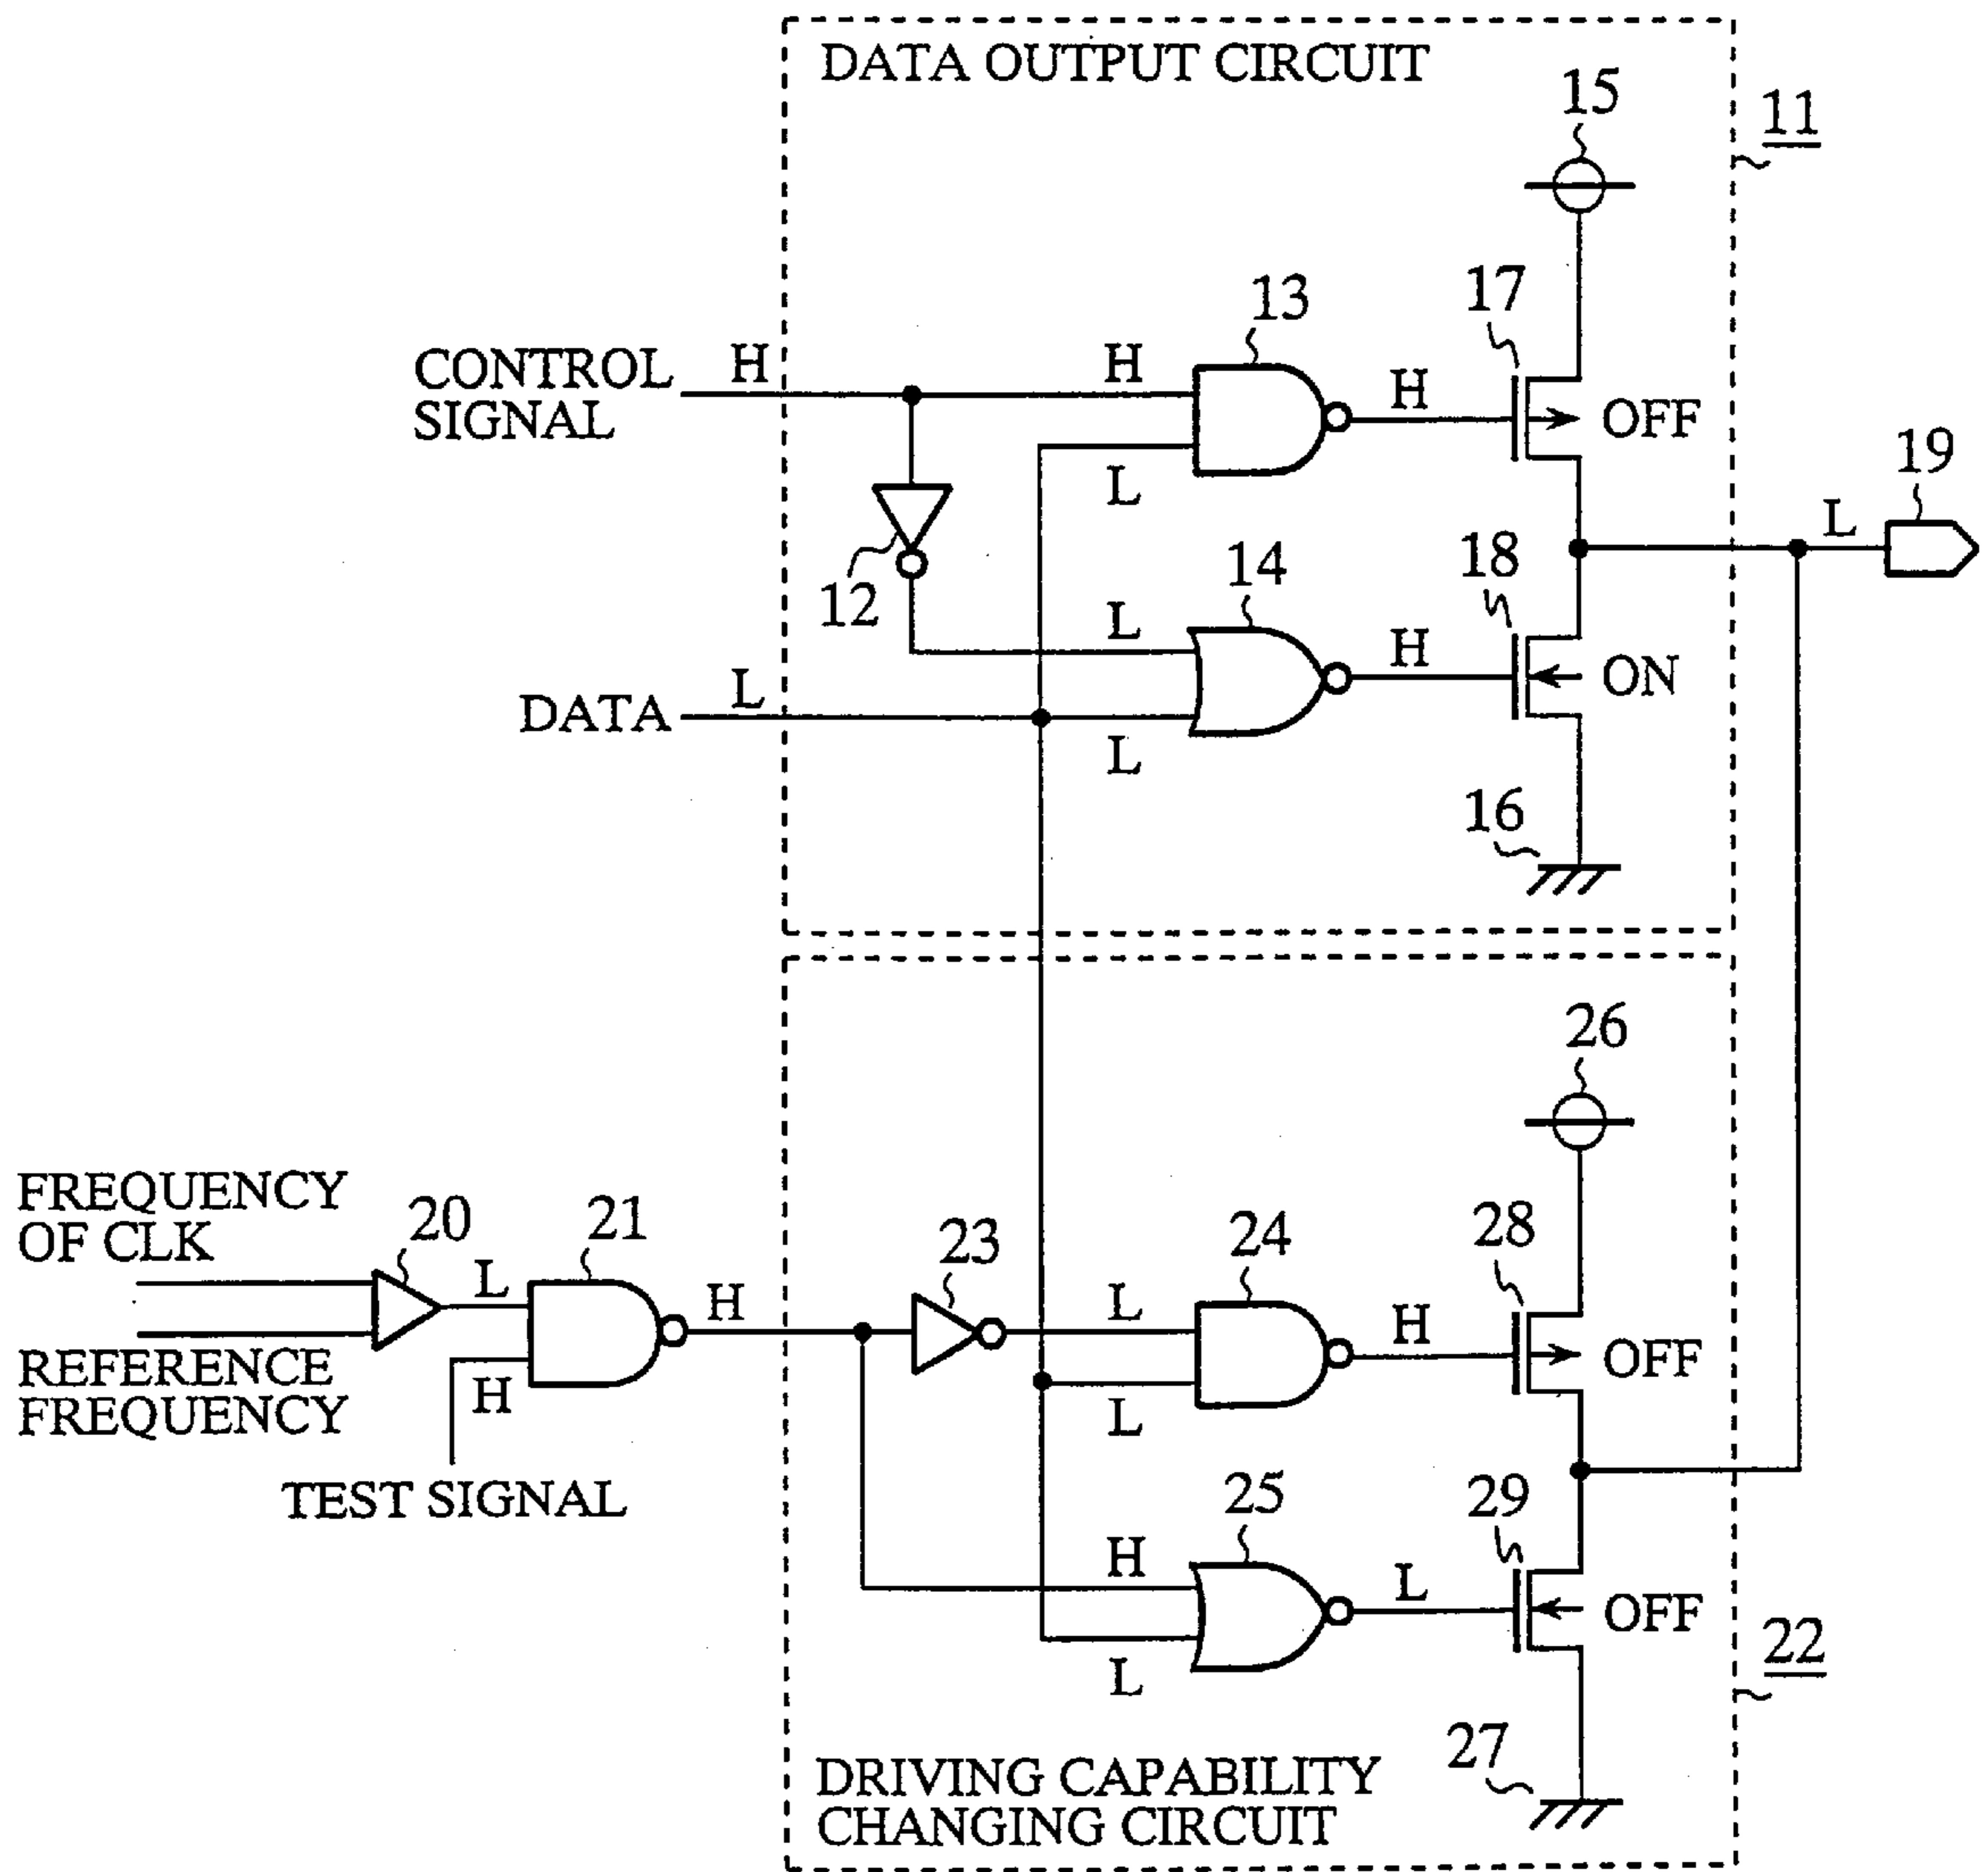 DATA OUTPUT CIRCUIT
15
11
13
17
CONTROL
SIGNAL
H
H
H
OFF
19
L
L
12
14
18
L
H
ON
DATA
L
L
16
26
FREQUENCY
OF CLK
20
L
21
H
23
24
28
L
H
OFF
REFERENCE
FREQUENCY
H
L
TEST SIGNAL
25
29
H
L
OFF
L
22
27
DRIVING CAPABILITY
CHANGING CIRCUIT